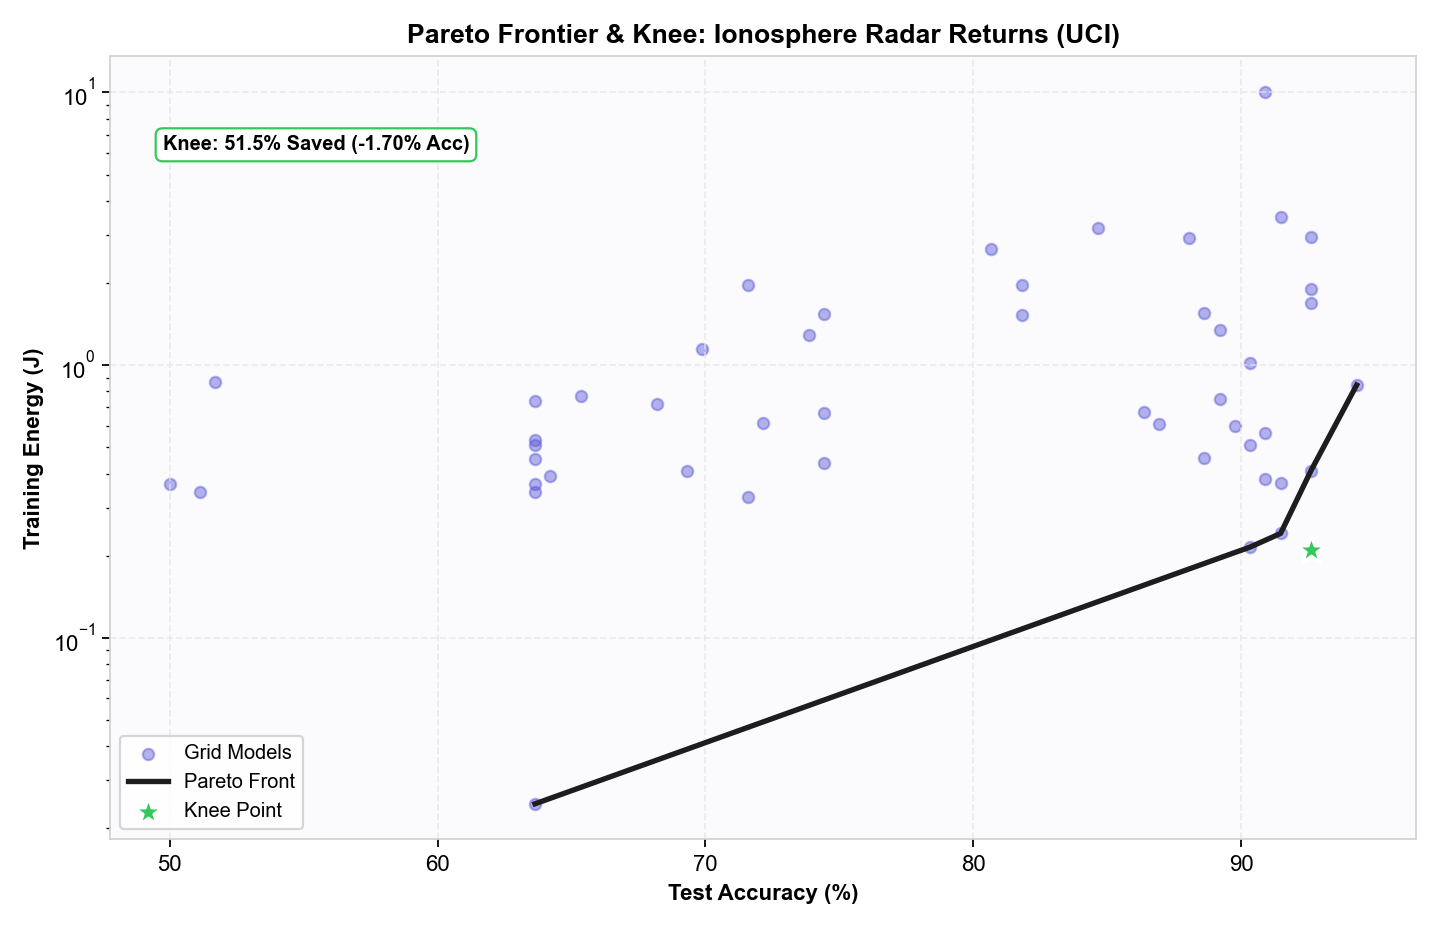 Pareto Frontier & Knee: Ionosphere Radar Returns (UCI)
Knee: 51.5% Saved (-1.70% Acc)
Training Energy (J)
10^1
10^0
10^-1
Grid Models
Pareto Front
Knee Point
50 60 70 80 90
Test Accuracy (%)